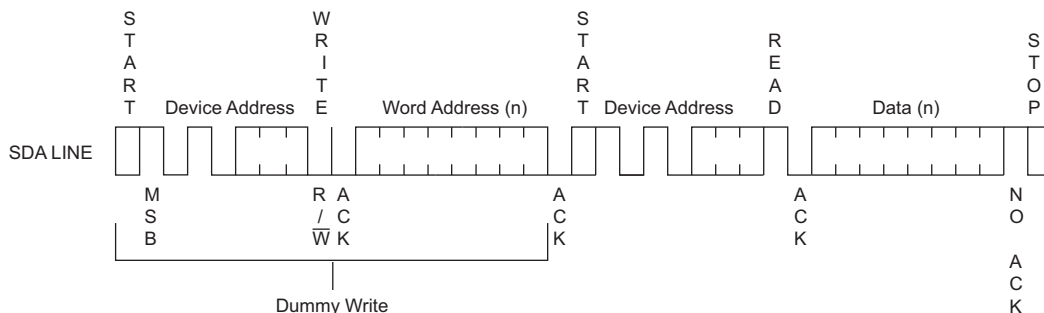 START
WRITE
START
READ
STOP
Device Address
Word Address (n)
Device Address
Data (n)
SDA LINE
MSB
R/W̅
ACK
ACK
ACK
NO ACK
Dummy Write